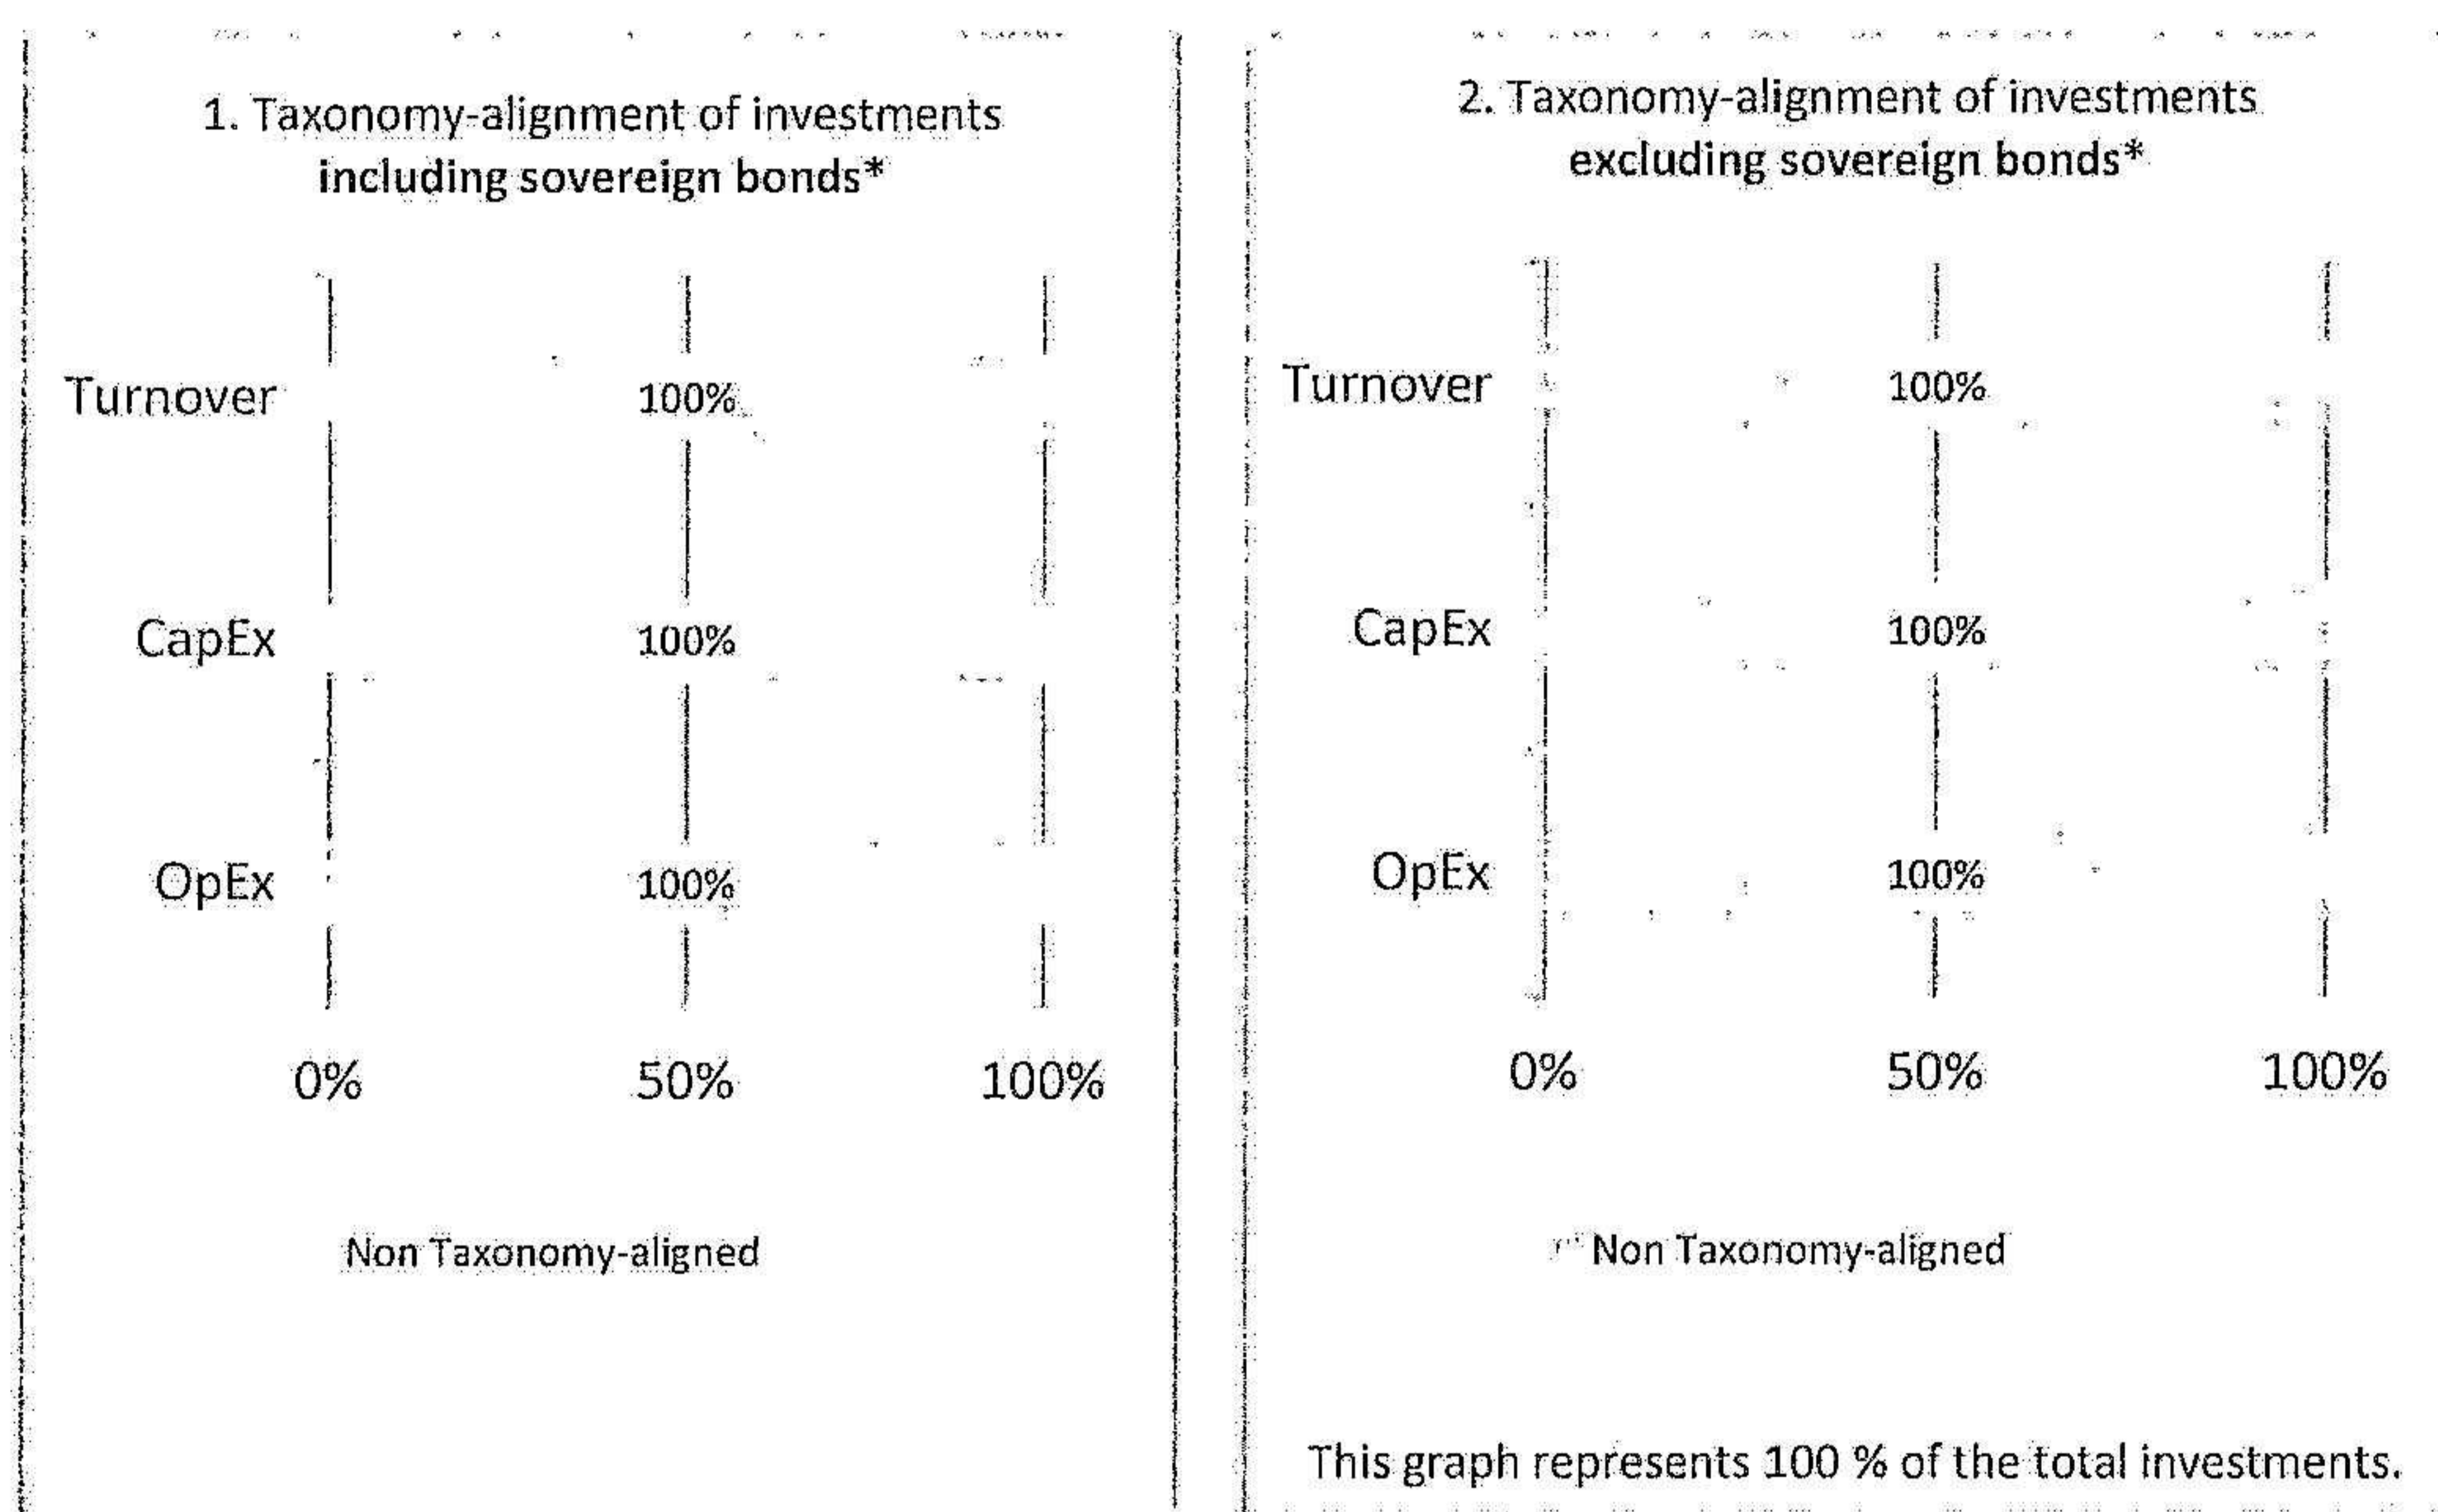 1. Taxonomy-alignment of investments
including sovereign bonds*
Turnover
100%
CapEx
100%
OpEx
100%
0%
50%
100%
Non Taxonomy-aligned
2. Taxonomy-alignment of investments
excluding sovereign bonds*
Turnover
100%
CapEx
100%
OpEx
100%
0%
50%
100%
Non Taxonomy-aligned
This graph represents 100 % of the total investments.